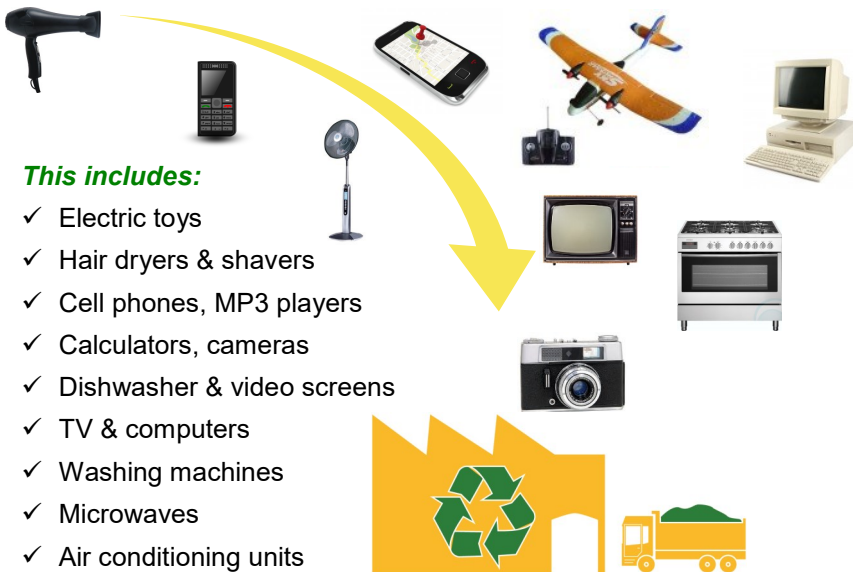 This includes:
✓ Electric toys
✓ Hair dryers & shavers
✓ Cell phones, MP3 players
✓ Calculators, cameras
✓ Dishwasher & video screens
✓ TV & computers
✓ Washing machines
✓ Microwaves
✓ Air conditioning units